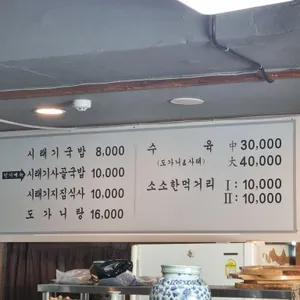 시래기국밥 8,000
시래기사골국밥 10,000
시래기지짐식사 10,000
도가니탕 16,000
수육 中 30,000
(도가니&사태) 大 40,000
소소한먹거리 Ⅰ: 10,000
Ⅱ: 10,000